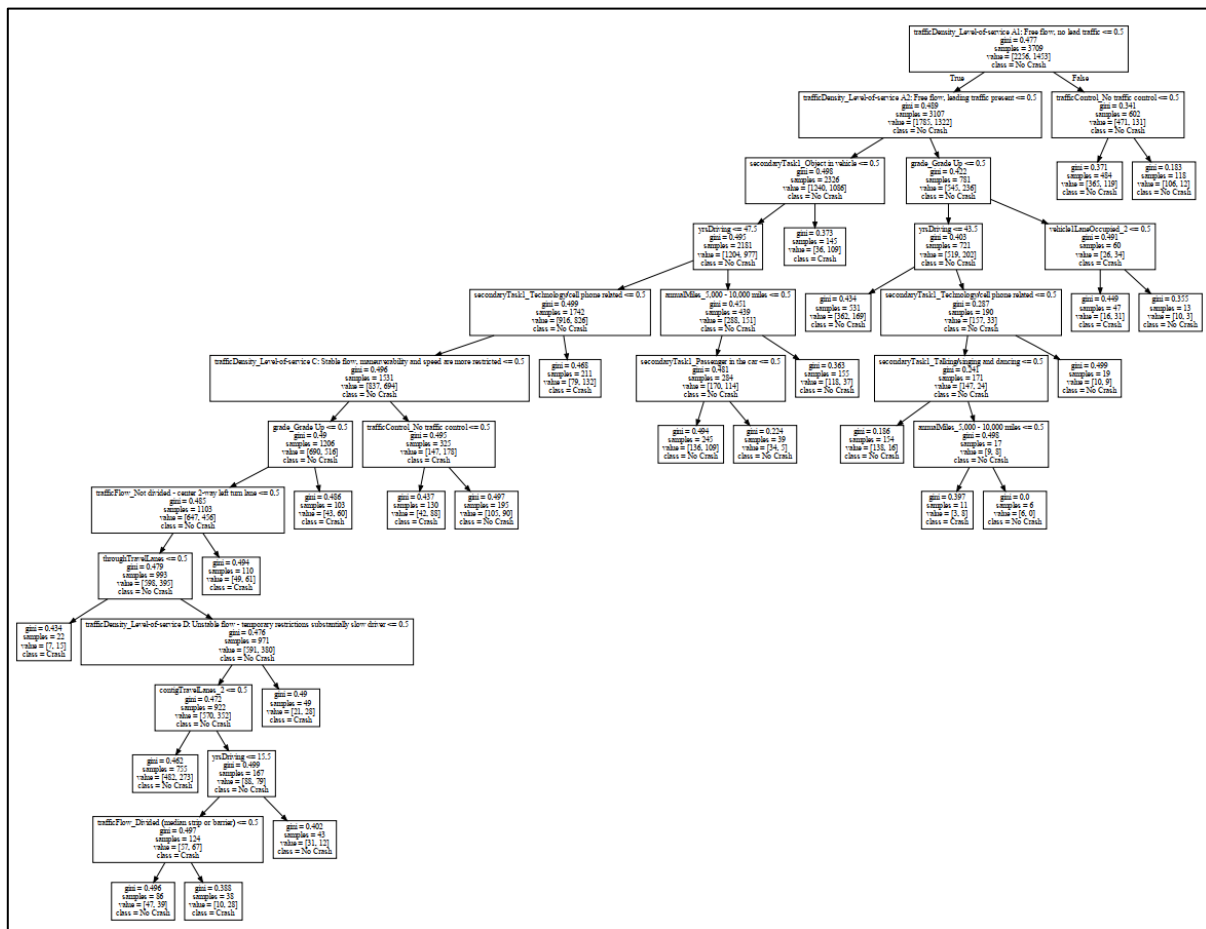 trafficDensity_Level-of-service A1: Free flow, no lead traffic <= 0.5
gini = 0.477
samples = 3709
value = [2256, 1453]
class = No Crash
True
False
trafficDensity_Level-of-service A2: Free flow, leading traffic present <= 0.5
gini = 0.489
samples = 3107
value = [1785, 1322]
class = No Crash
trafficControl_No traffic control <= 0.5
gini = 0.341
samples = 602
value = [471, 131]
class = No Crash
secondaryTask1_Object in vehicle <= 0.5
gini = 0.498
samples = 2326
value = [1240, 1086]
class = No Crash
grade_Grade Up <= 0.5
gini = 0.422
samples = 781
value = [545, 236]
class = No Crash
gini = 0.371
samples = 484
value = [365, 119]
class = No Crash
gini = 0.183
samples = 118
value = [106, 12]
class = No Crash
yrsDriving <= 47.5
gini = 0.495
samples = 2181
value = [1204, 977]
class = No Crash
gini = 0.373
samples = 145
value = [36, 109]
class = Crash
yrsDriving <= 43.5
gini = 0.403
samples = 721
value = [519, 202]
class = No Crash
vehicle1LaneOccupied_2 <= 0.5
gini = 0.491
samples = 60
value = [26, 34]
class = Crash
secondaryTask1_Technology/cell phone related <= 0.5
gini = 0.499
samples = 1742
value = [916, 826]
class = No Crash
annualMiles_5,000 - 10,000 miles <= 0.5
gini = 0.451
samples = 439
value = [288, 151]
class = No Crash
gini = 0.434
samples = 531
value = [362, 169]
class = No Crash
secondaryTask1_Technology/cell phone related <= 0.5
gini = 0.287
samples = 190
value = [157, 33]
class = No Crash
gini = 0.449
samples = 47
value = [16, 31]
class = Crash
gini = 0.355
samples = 13
value = [10, 3]
class = No Crash
trafficDensity_Level-of-service C: Stable flow, maneuverability and speed are more restricted <= 0.5
gini = 0.496
samples = 1531
value = [837, 694]
class = No Crash
gini = 0.468
samples = 211
value = [79, 132]
class = Crash
secondaryTask1_Passenger in the car <= 0.5
gini = 0.481
samples = 284
value = [170, 114]
class = No Crash
gini = 0.363
samples = 155
value = [118, 37]
class = No Crash
secondaryTask1_Talking/singing and dancing <= 0.5
gini = 0.241
samples = 171
value = [147, 24]
class = No Crash
gini = 0.499
samples = 19
value = [10, 9]
class = No Crash
grade_Grade Up <= 0.5
gini = 0.49
samples = 1206
value = [690, 516]
class = No Crash
trafficControl_No traffic control <= 0.5
gini = 0.495
samples = 325
value = [147, 178]
class = Crash
gini = 0.494
samples = 245
value = [136, 109]
class = No Crash
gini = 0.224
samples = 39
value = [34, 5]
class = No Crash
gini = 0.186
samples = 154
value = [138, 16]
class = No Crash
annualMiles_5,000 - 10,000 miles <= 0.5
gini = 0.498
samples = 17
value = [9, 8]
class = No Crash
trafficFlow_Not divided - center 2-way left turn lane <= 0.5
gini = 0.485
samples = 1103
value = [647, 456]
class = No Crash
gini = 0.486
samples = 103
value = [43, 60]
class = Crash
gini = 0.437
samples = 130
value = [42, 88]
class = Crash
gini = 0.497
samples = 195
value = [105, 90]
class = No Crash
gini = 0.397
samples = 11
value = [3, 8]
class = Crash
gini = 0.0
samples = 6
value = [6, 0]
class = No Crash
throughTravelLanes <= 0.5
gini = 0.479
samples = 993
value = [598, 395]
class = No Crash
gini = 0.494
samples = 110
value = [49, 61]
class = Crash
gini = 0.434
samples = 22
value = [7, 15]
class = Crash
trafficDensity_Level-of-service D: Unstable flow - temporary restrictions substantially slow driver <= 0.5
gini = 0.476
samples = 971
value = [591, 380]
class = No Crash
contigTravelLanes_2 <= 0.5
gini = 0.472
samples = 922
value = [570, 352]
class = No Crash
gini = 0.49
samples = 49
value = [21, 28]
class = Crash
gini = 0.462
samples = 755
value = [482, 273]
class = No Crash
yrsDriving <= 15.5
gini = 0.499
samples = 167
value = [88, 79]
class = No Crash
trafficFlow_Divided (median strip or barrier) <= 0.5
gini = 0.497
samples = 124
value = [57, 67]
class = Crash
gini = 0.402
samples = 43
value = [31, 12]
class = No Crash
gini = 0.496
samples = 86
value = [47, 39]
class = No Crash
gini = 0.388
samples = 38
value = [10, 28]
class = Crash